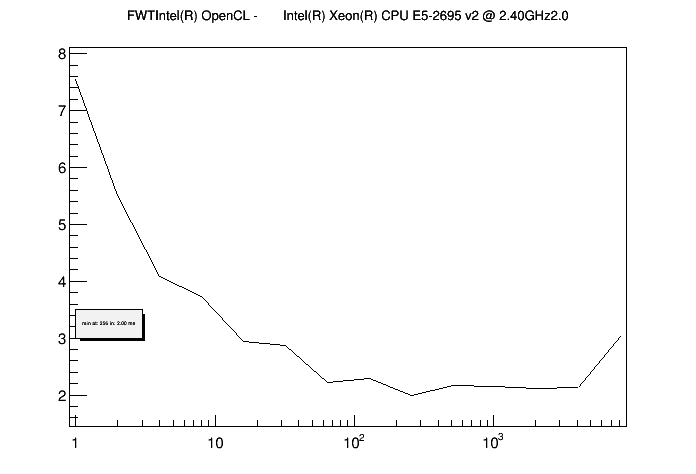 FWTIntel(R) OpenCL - Intel(R) Xeon(R) CPU E5-2695 v2 @ 2.40GHz2.0
8
7
6
5
4
3
2
min at: 256 in: 2.00 ms
1 10 10² 10³